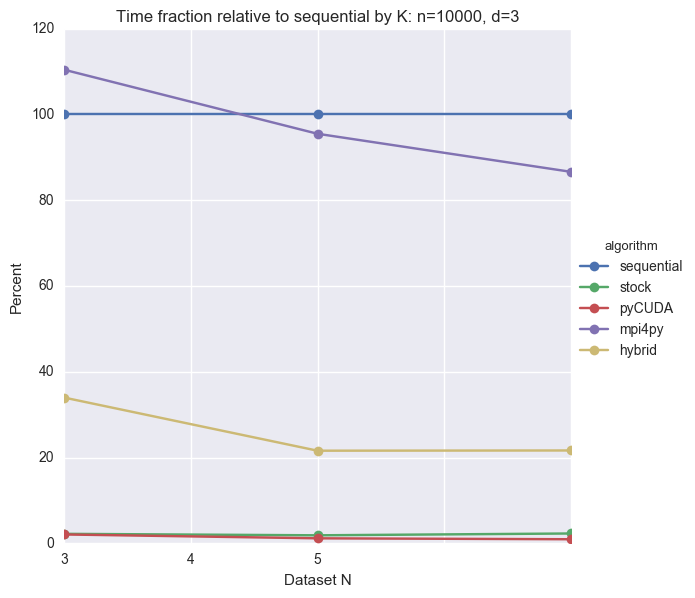 Time fraction relative to sequential by K: n=10000, d=3
120
100
80
60
40
20
0
Percent
3
4
5
Dataset N
algorithm
sequential
stock
pyCUDA
mpi4py
hybrid